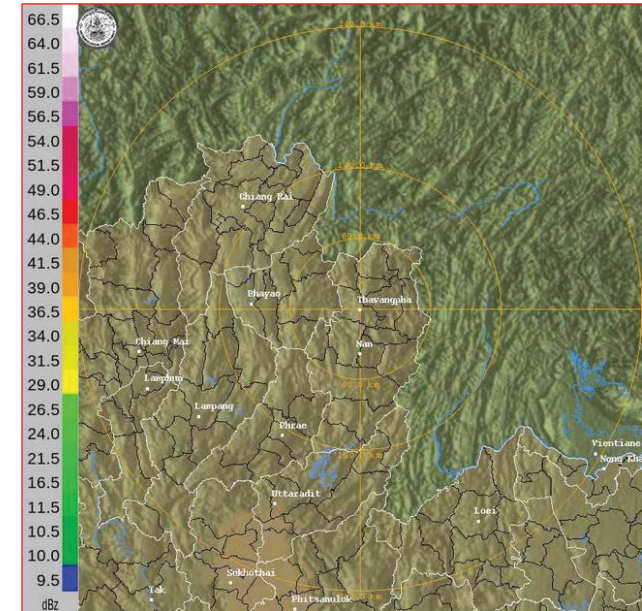 66.5
64.0
61.5
59.0
56.5
54.0
51.5
49.0
46.5
44.0
41.5
39.0
36.5
34.0
31.5
29.0
26.5
24.0
21.5
16.5
11.5
10.5
10.0
9.5
dBz
Chiang Rai
Phayao
Thawangpha
Chiang Mai
Nan
Lamphun
Lampang
Phrae
Vientiane
Nong Kha
Uttaradit
Loei
Sukhothai
Tak
Phitsanulok